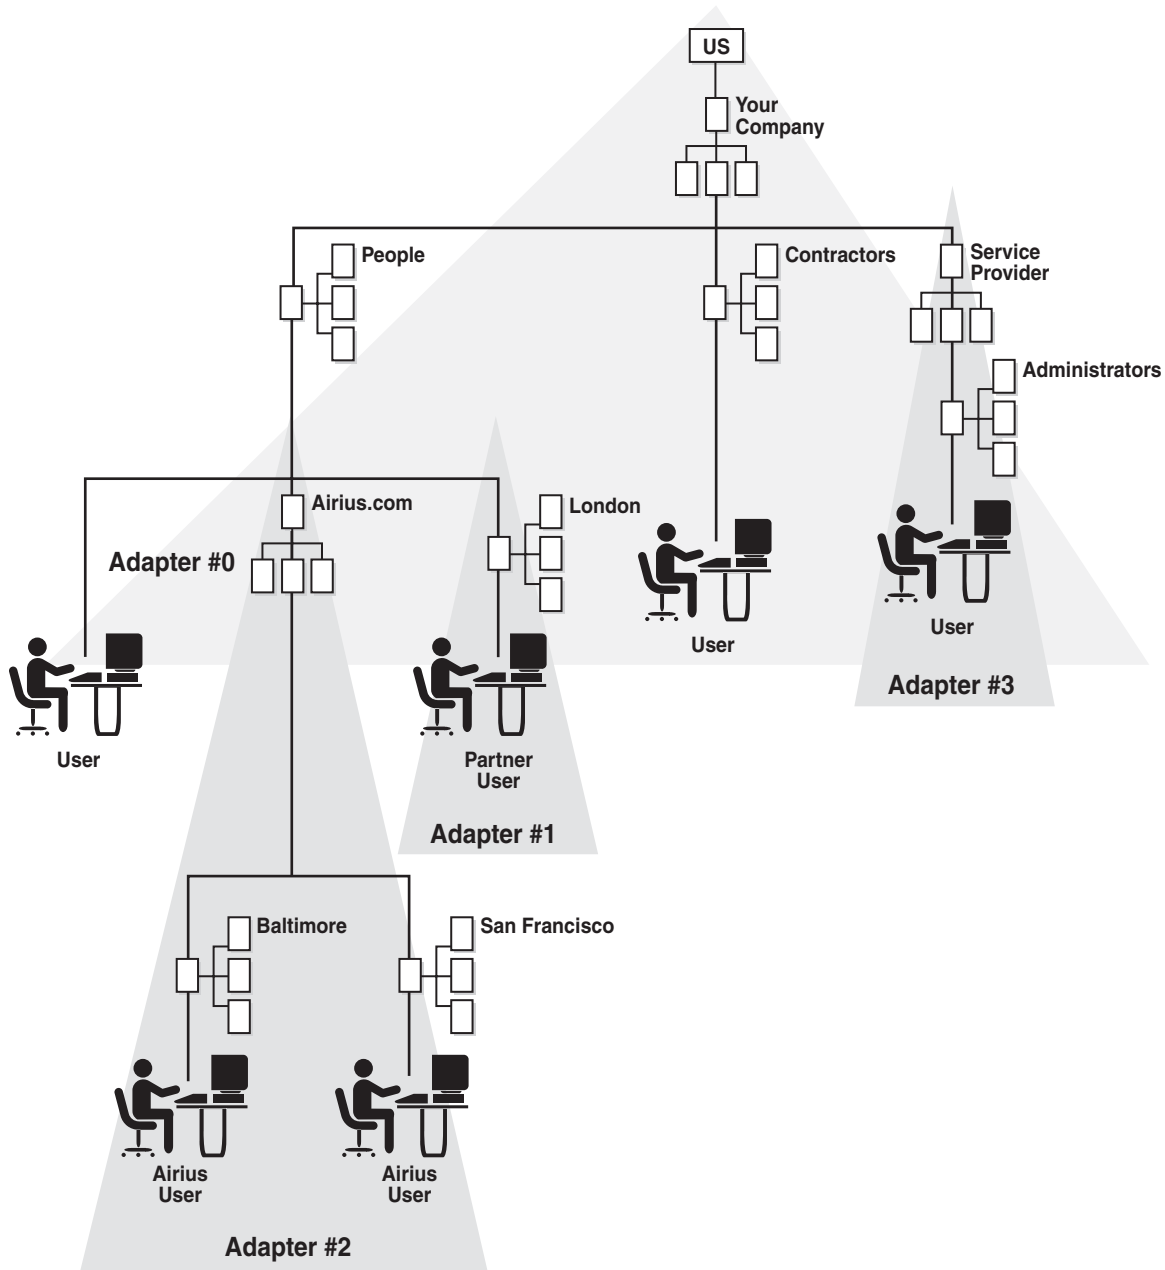 US
Your
Company
People
Contractors
Service
Provider
Administrators
Airius.com
London
Adapter #0
User
User
Adapter #3
User
Partner
User
Adapter #1
Baltimore
San Francisco
Airius
User
Airius
User
Adapter #2